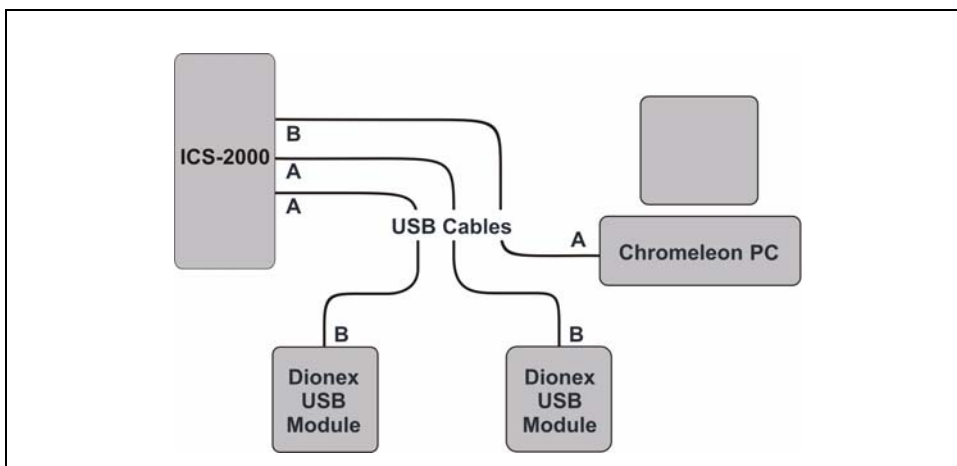 ICS-2000
B
A
A
USB Cables
A
Chromeleon PC
B
B
Dionex
USB
Module
Dionex
USB
Module